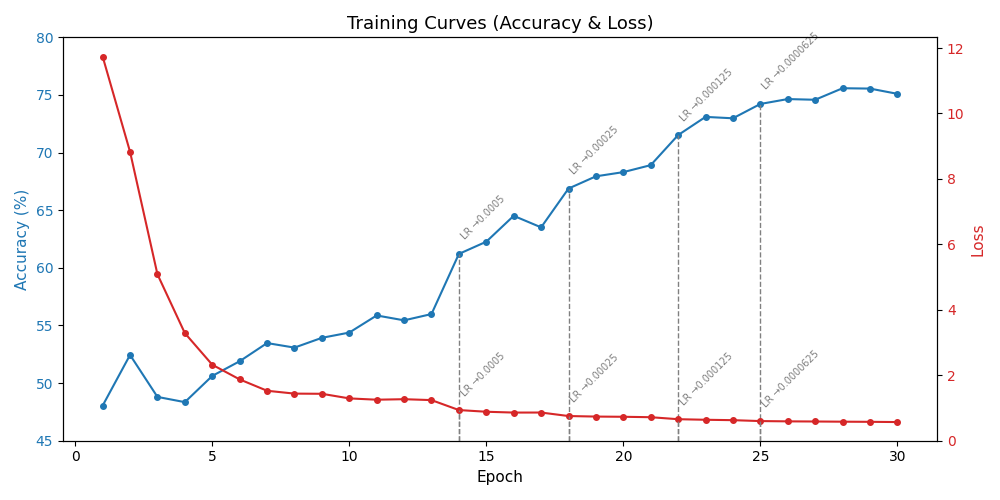 Training Curves (Accuracy & Loss)
80
75
70
65
60
55
50
45
Accuracy (%)
12
10
8
6
4
2
0
Loss
LR →0.0005
LR →0.00025
LR →0.000125
LR →0.0000625
LR →0.0005
LR →0.00025
LR →0.000125
LR →0.0000625
0 5 10 15 20 25 30
Epoch